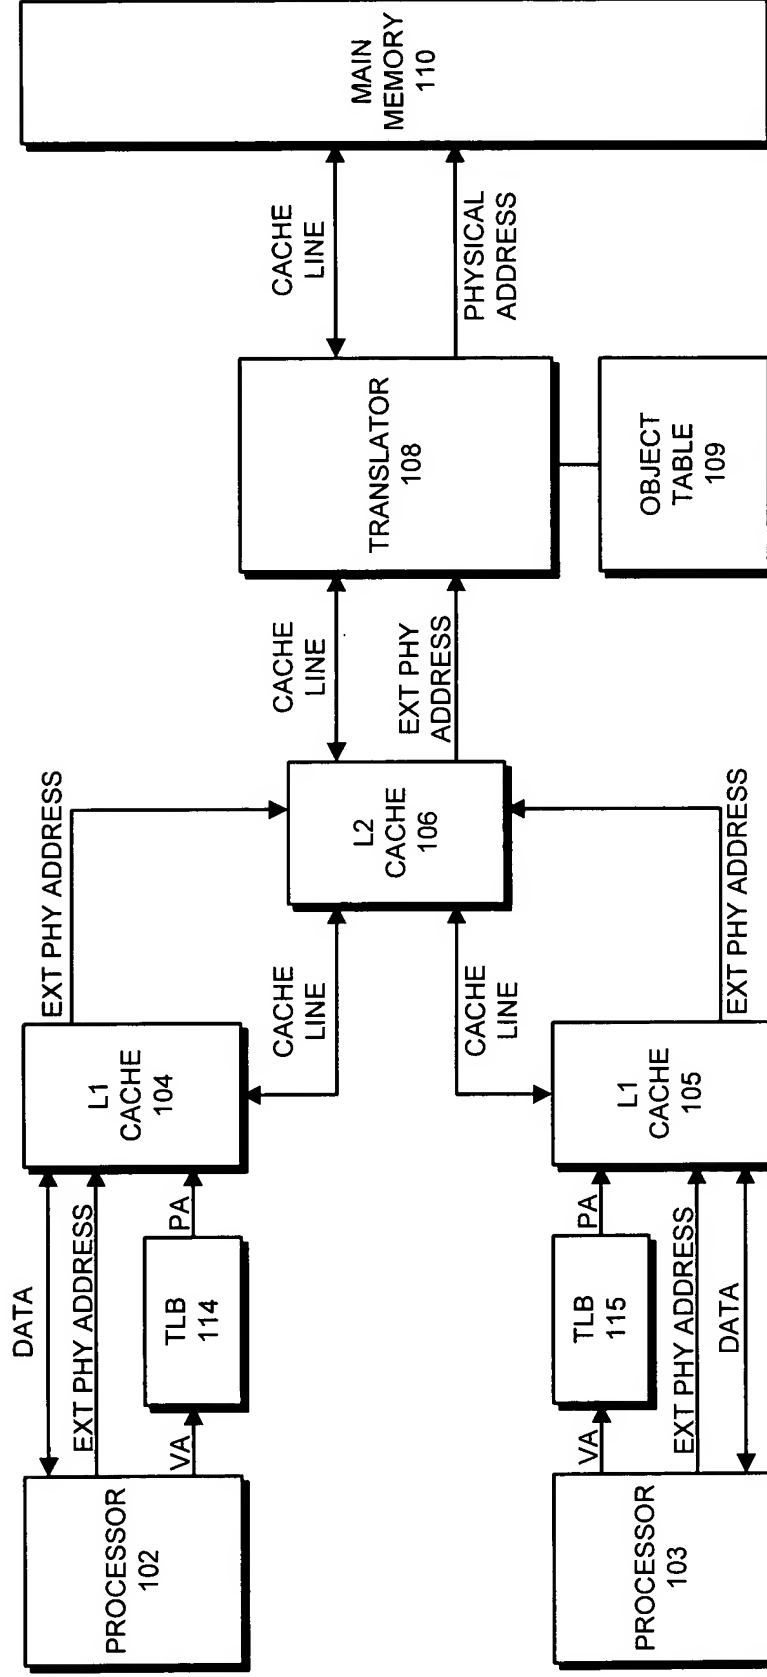 PROCESSOR
102
DATA
EXT PHY ADDRESS
VA
TLB
114
PA
L1
CACHE
104
EXT PHY ADDRESS
CACHE
LINE
PROCESSOR
103
VA
TLB
115
PA
EXT PHY ADDRESS
DATA
L1
CACHE
105
CACHE
LINE
EXT PHY ADDRESS
L2
CACHE
106
CACHE
LINE
EXT PHY
ADDRESS
TRANSLATOR
108
OBJECT
TABLE
109
CACHE
LINE
PHYSICAL
ADDRESS
MAIN
MEMORY
110